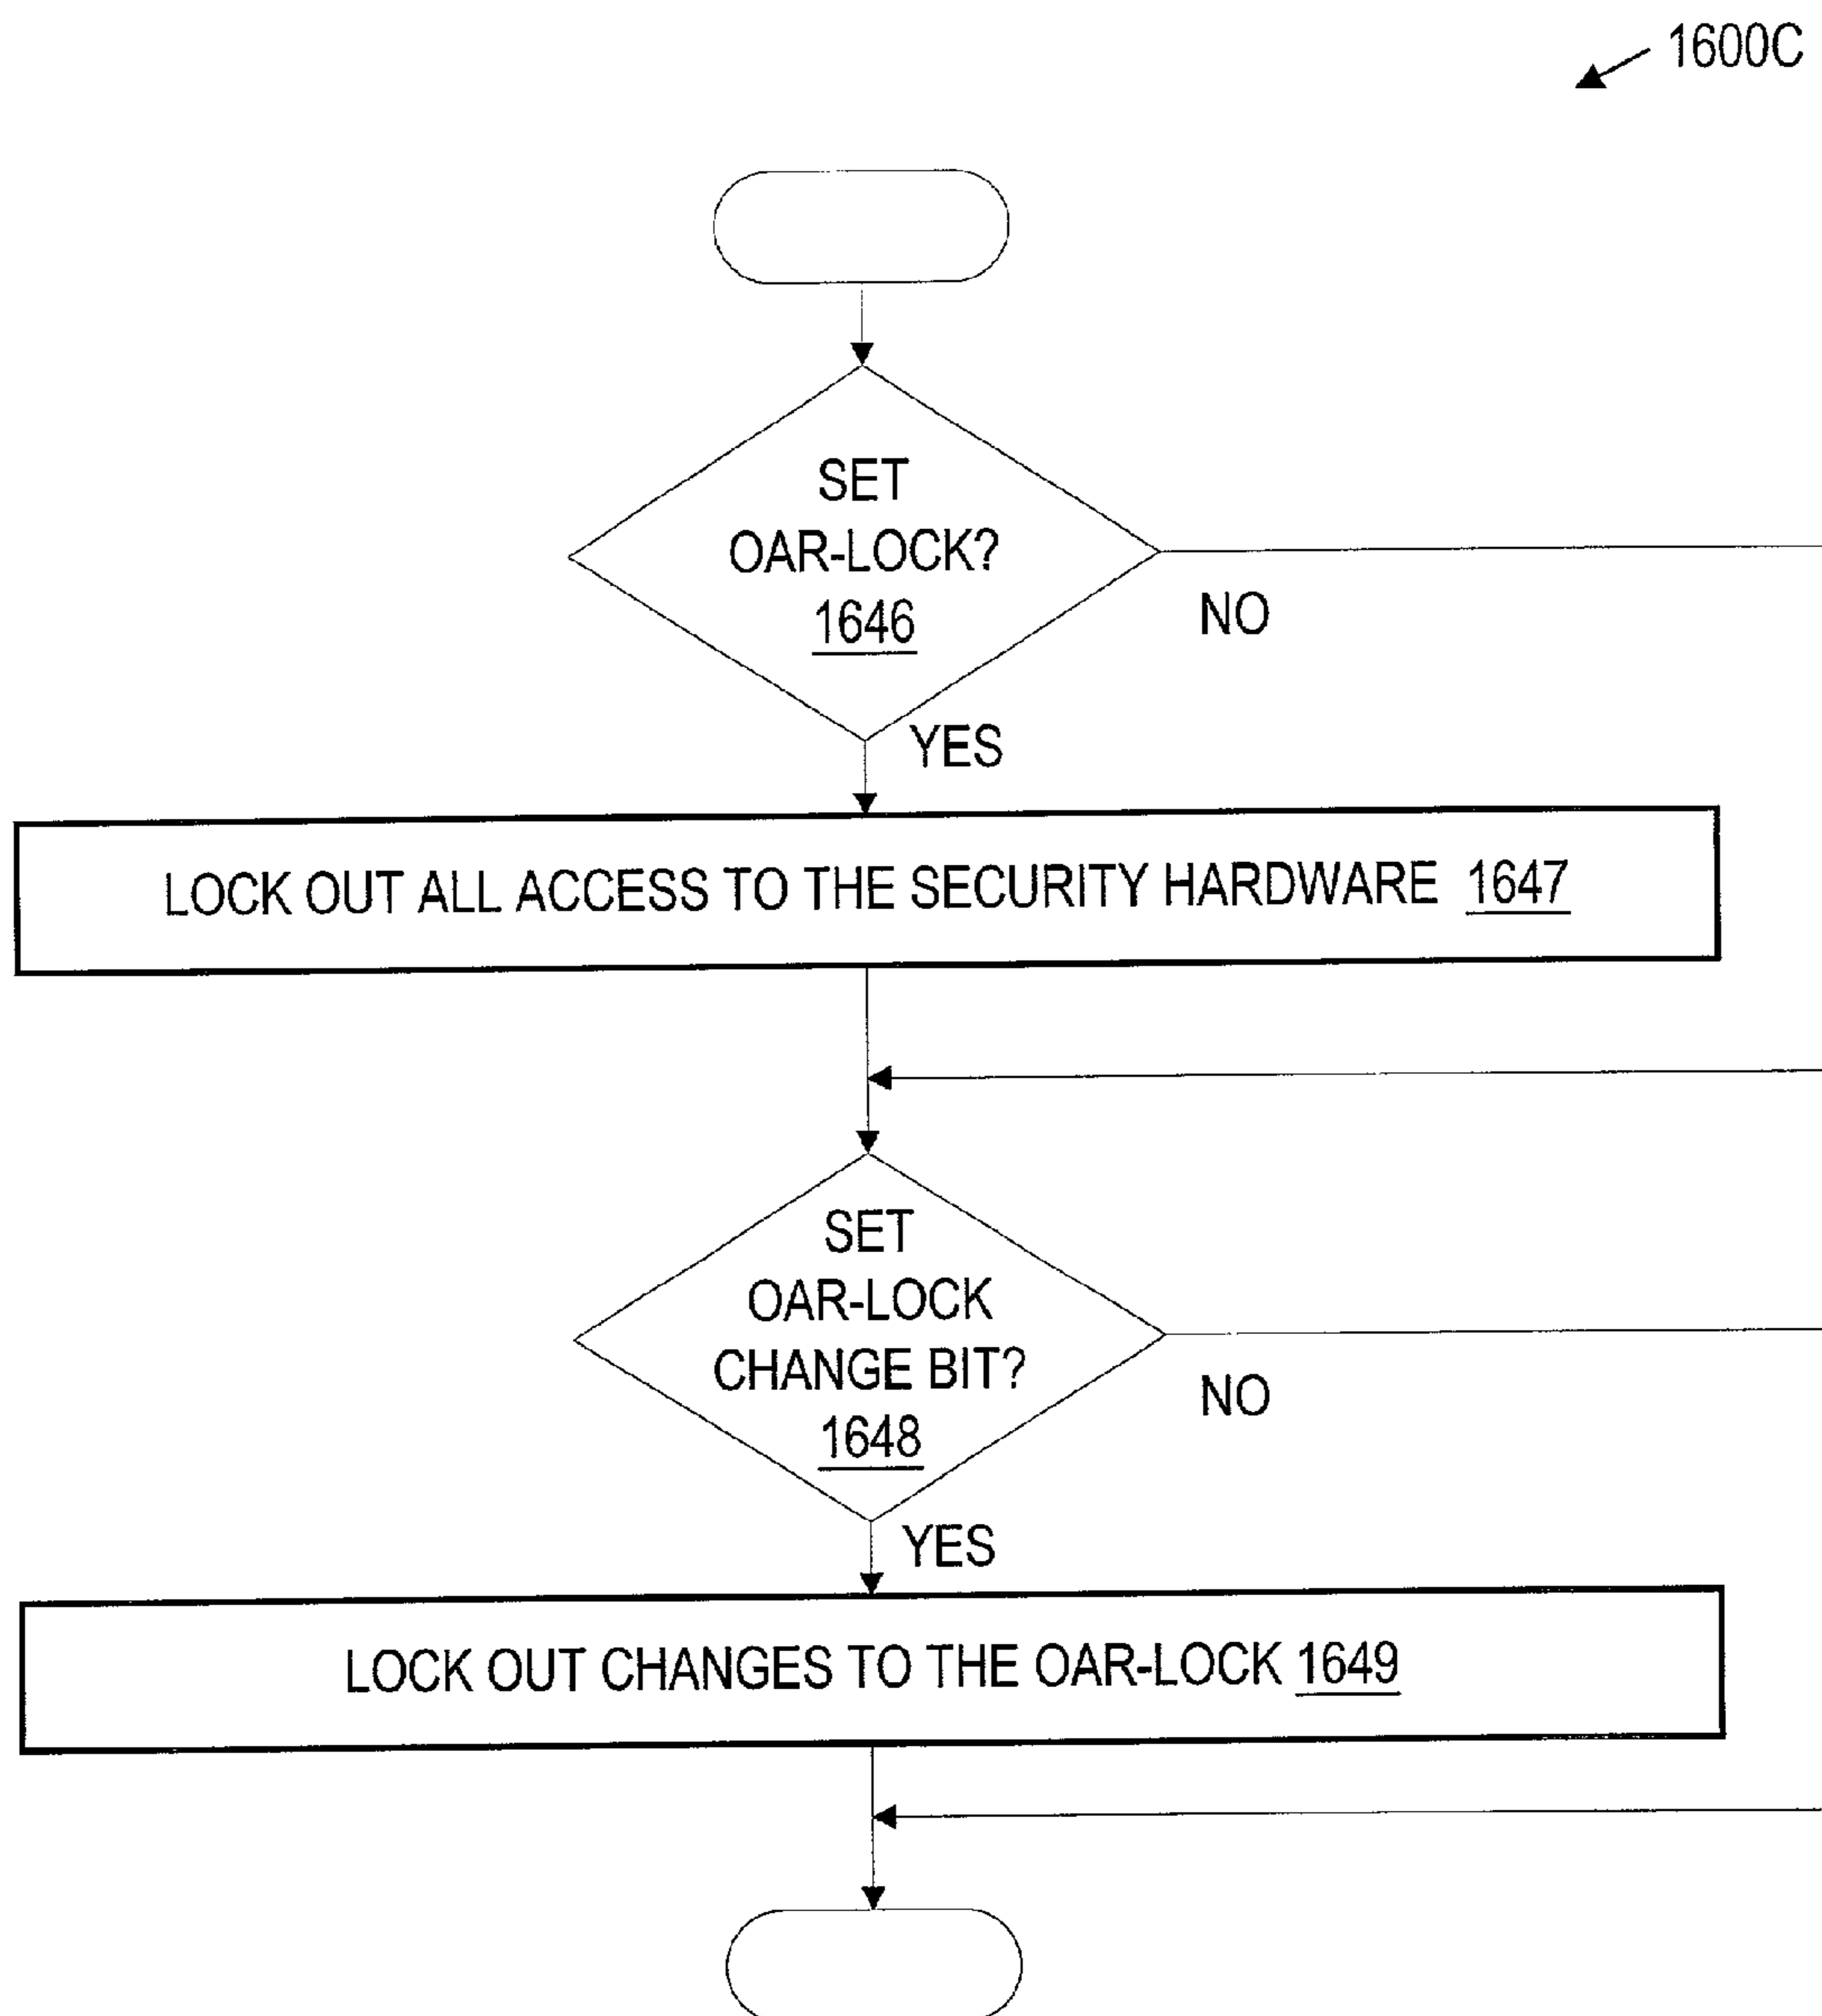 1600C
SET
OAR-LOCK?
1646
NO
YES
LOCK OUT ALL ACCESS TO THE SECURITY HARDWARE 1647
SET
OAR-LOCK
CHANGE BIT?
1648
NO
YES
LOCK OUT CHANGES TO THE OAR-LOCK 1649